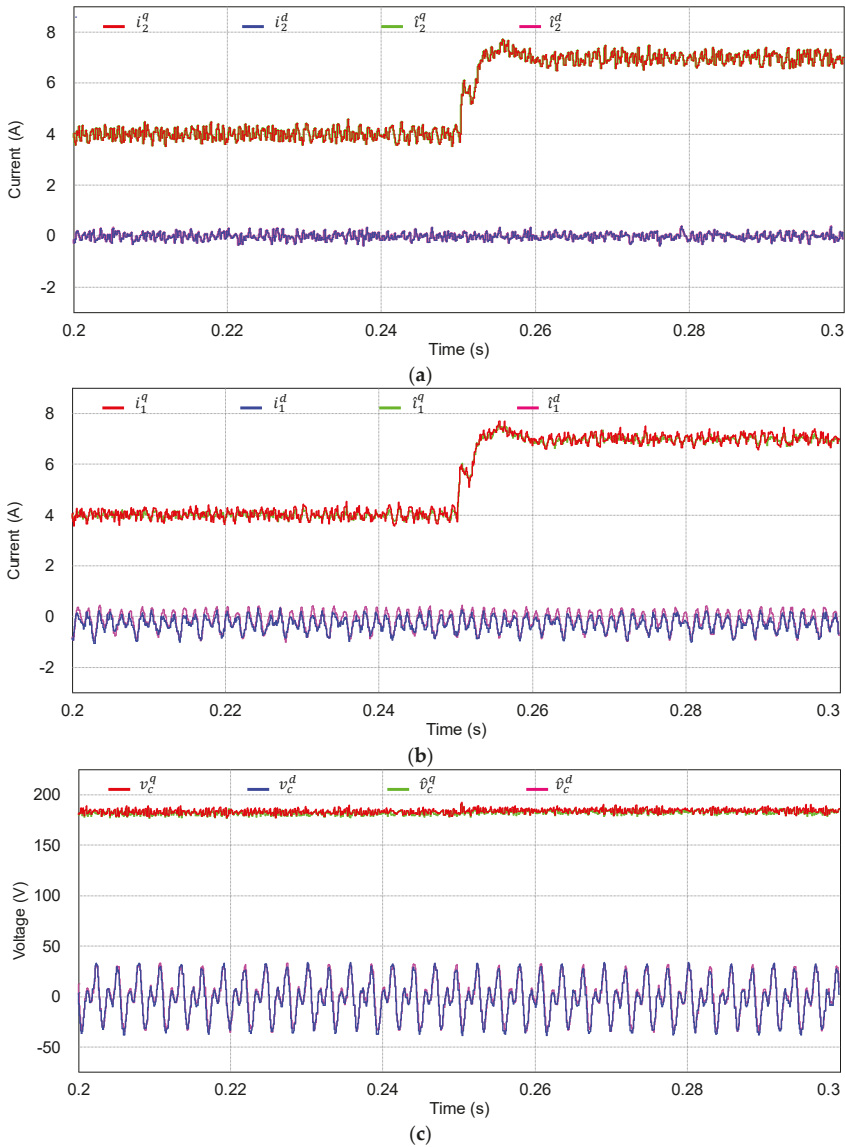 i₂^q i₂^d î₂^q î₂^d
8
6
4
2
0
-2
Current (A)
0.2 0.22 0.24 0.26 0.28 0.3
Time (s)
(a)
i₁^q i₁^d î₁^q î₁^d
8
6
4
2
0
-2
Current (A)
0.2 0.22 0.24 0.26 0.28 0.3
Time (s)
(b)
v_c^q v_c^d v̂_c^q v̂_c^d
200
150
100
50
0
-50
Voltage (V)
0.2 0.22 0.24 0.26 0.28 0.3
Time (s)
(c)